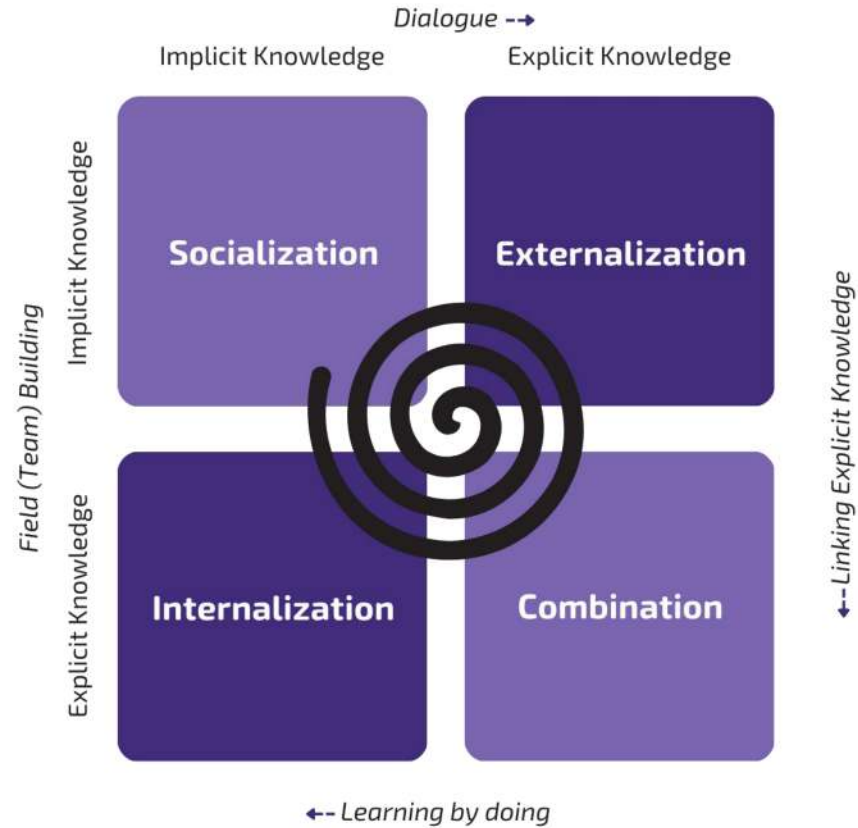 Dialogue
Implicit Knowledge
Explicit Knowledge
Implicit Knowledge
Field (Team) Building
Socialization
Externalization
Linking Explicit Knowledge
Explicit Knowledge
Internalization
Combination
Learning by doing